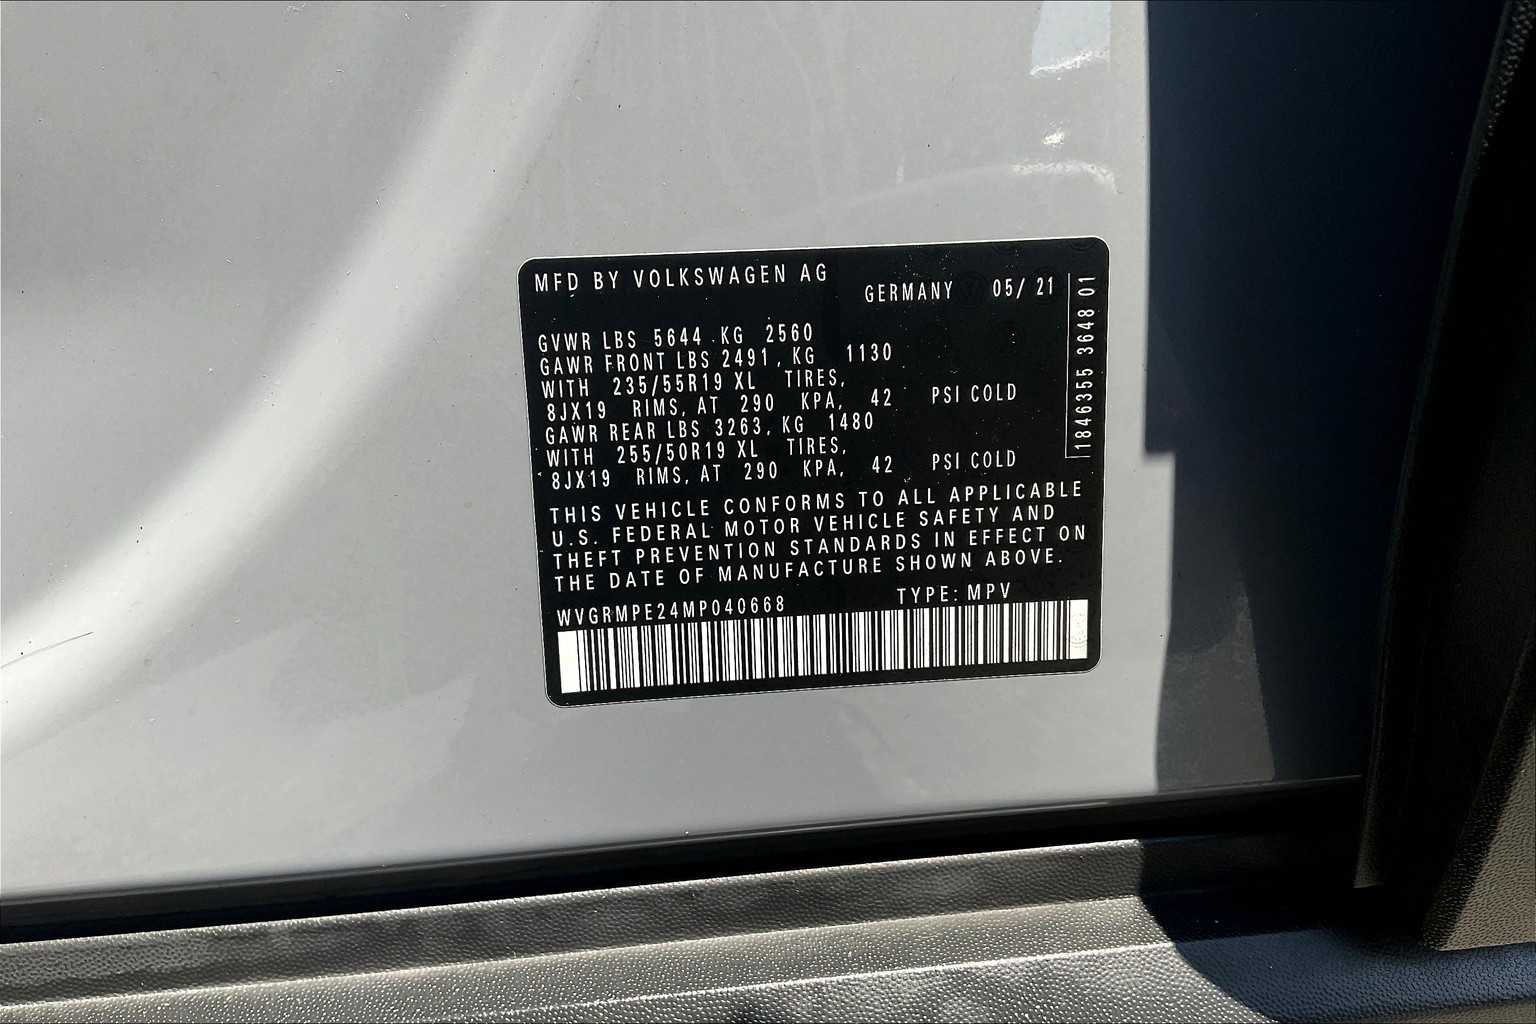 MFD BY VOLKSWAGEN AG
GERMANY 05/ 21
GVWR LBS 5644 KG 2560
GAWR FRONT LBS 2491, KG 1130
WITH 235/55R19 XL TIRES,
8JX19 RIMS, AT 290 KPA, 42 PSI COLD
GAWR REAR LBS 3263, KG 1480
WITH 255/50R19 XL TIRES,
8JX19 RIMS, AT 290 KPA, 42 PSI COLD
THIS VEHICLE CONFORMS TO ALL APPLICABLE
U.S. FEDERAL MOTOR VEHICLE SAFETY AND
THEFT PREVENTION STANDARDS IN EFFECT ON
THE DATE OF MANUFACTURE SHOWN ABOVE.
WVGRMPE24MP040668 TYPE: MPV
1846355 3648 01